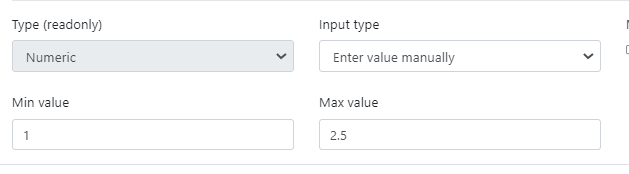 Type (readonly)
Input type
Numeric
Enter value manually
Min value
Max value
1
2.5